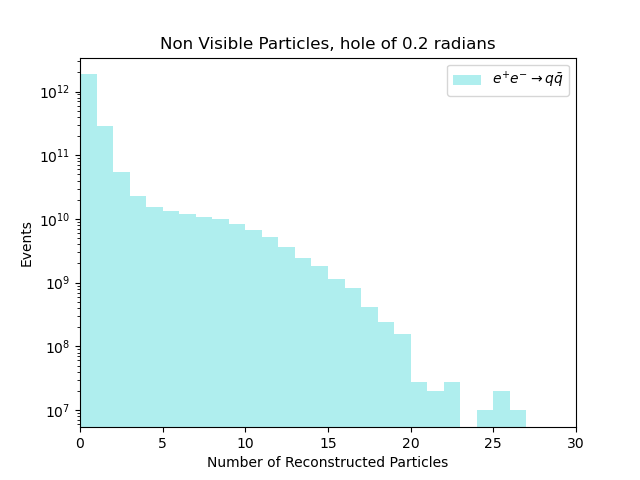 Non Visible Particles, hole of 0.2 radians
e⁺e⁻ → qq̄
Events
10¹²
10¹¹
10¹⁰
10⁹
10⁸
10⁷
0 5 10 15 20 25 30
Number of Reconstructed Particles